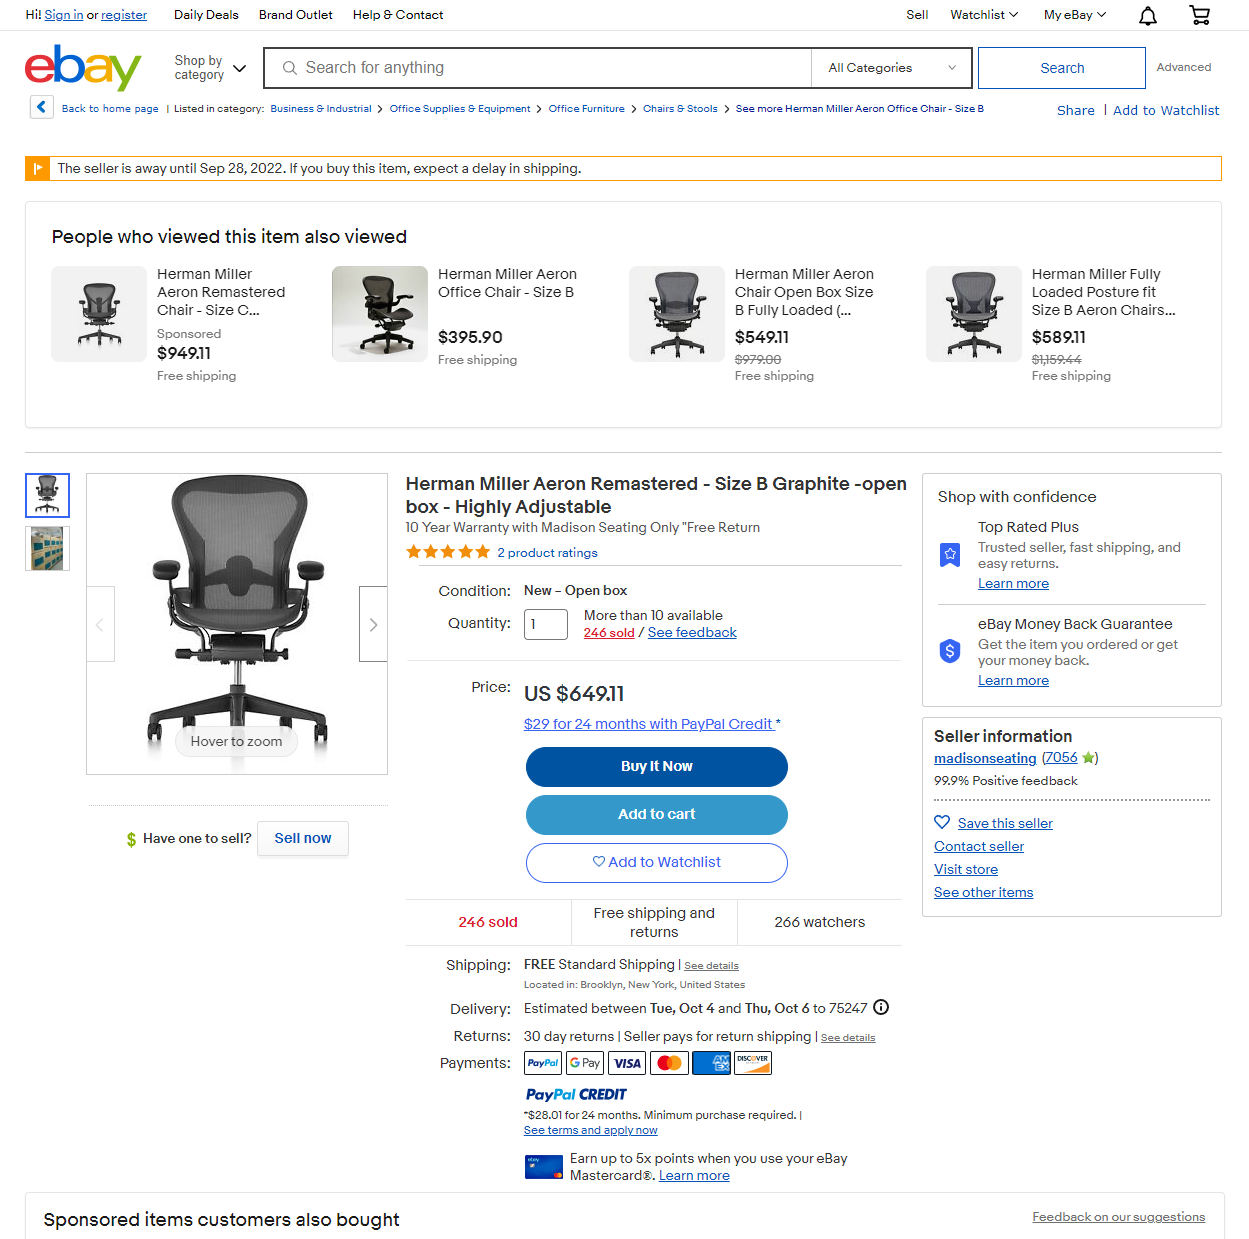 Hi! Sign in or register
Daily Deals
Brand Outlet
Help & Contact
Sell
Watchlist
My eBay
ebay
Shop by category
Search for anything
All Categories
Search
Advanced
Back to home page | Listed in category: Business & Industrial > Office Supplies & Equipment > Office Furniture > Chairs & Stools > See more Herman Miller Aeron Office Chair - Size B
Share | Add to Watchlist
The seller is away until Sep 28, 2022. If you buy this item, expect a delay in shipping.
People who viewed this item also viewed
Herman Miller
Aeron Remastered
Chair - Size C...
Sponsored
$949.11
Free shipping
Herman Miller Aeron
Office Chair - Size B
$395.90
Free shipping
Herman Miller Aeron
Chair Open Box Size
B Fully Loaded (...
$549.11
$979.00
Free shipping
Herman Miller Fully
Loaded Posture fit
Size B Aeron Chairs...
$589.11
$1,159.44
Free shipping
Hover to zoom
$ Have one to sell? Sell now
Herman Miller Aeron Remastered - Size B Graphite -open
box - Highly Adjustable
10 Year Warranty with Madison Seating Only "Free Return
2 product ratings
Condition: New – Open box
Quantity: 1
More than 10 available
246 sold / See feedback
Price: US $649.11
$29 for 24 months with PayPal Credit *
Buy It Now
Add to cart
Add to Watchlist
246 sold
Free shipping and
returns
266 watchers
Shipping: FREE Standard Shipping | See details
Located in: Brooklyn, New York, United States
Delivery: Estimated between Tue, Oct 4 and Thu, Oct 6 to 75247
Returns: 30 day returns | Seller pays for return shipping | See details
Payments: PayPal G Pay VISA AMEX DISCOVER
PayPal CREDIT
*$28.01 for 24 months. Minimum purchase required. |
See terms and apply now
Earn up to 5x points when you use your eBay
Mastercard®. Learn more
Shop with confidence
Top Rated Plus
Trusted seller, fast shipping, and
easy returns.
Learn more
eBay Money Back Guarantee
Get the item you ordered or get
your money back.
Learn more
Seller information
madisonseating (7056)
99.9% Positive feedback
Save this seller
Contact seller
Visit store
See other items
Sponsored items customers also bought
Feedback on our suggestions